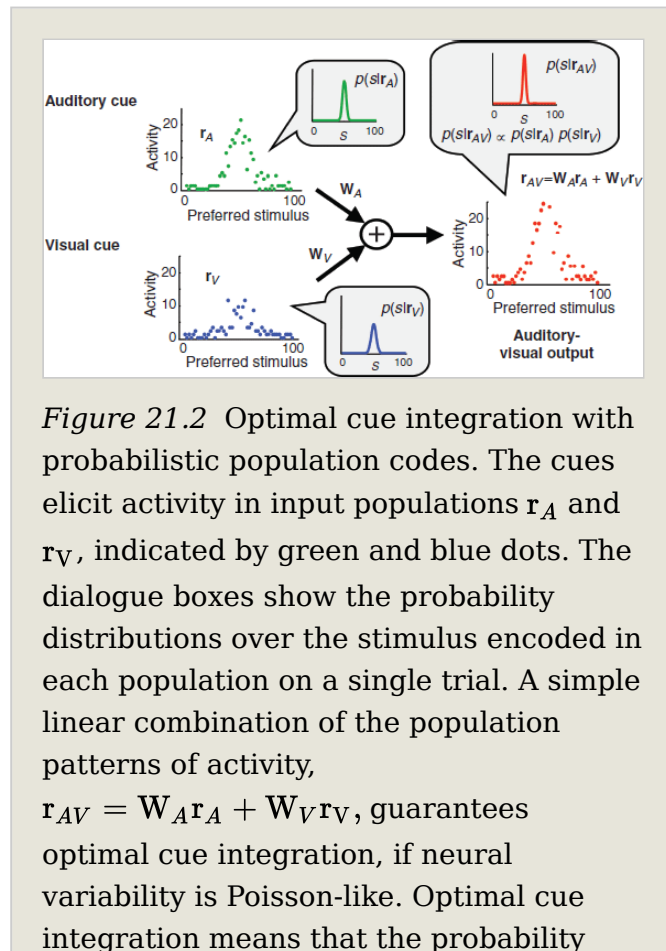 p(s|r_A)
p(s|r_AV)
Auditory cue
20
10
0
Activity
r_A
100
Preferred stimulus
0 S 100
0 S 100
p(s|r_AV) ∝ p(s|r_A) p(s|r_V)
W_A
r_AV=W_Ar_A + W_Vr_V
+
Visual cue
20
10
0
Activity
r_V
100
Preferred stimulus
W_V
p(s|r_V)
0 S 100
20
10
0
Activity
0 100
Preferred stimulus
Auditory-
visual output
Figure 21.2 Optimal cue integration with
probabilistic population codes. The cues
elicit activity in input populations r_A and
r_V, indicated by green and blue dots. The
dialogue boxes show the probability
distributions over the stimulus encoded in
each population on a single trial. A simple
linear combination of the population
patterns of activity,
r_AV = W_Ar_A + W_Vr_V, guarantees
optimal cue integration, if neural
variability is Poisson-like. Optimal cue
integration means that the probability